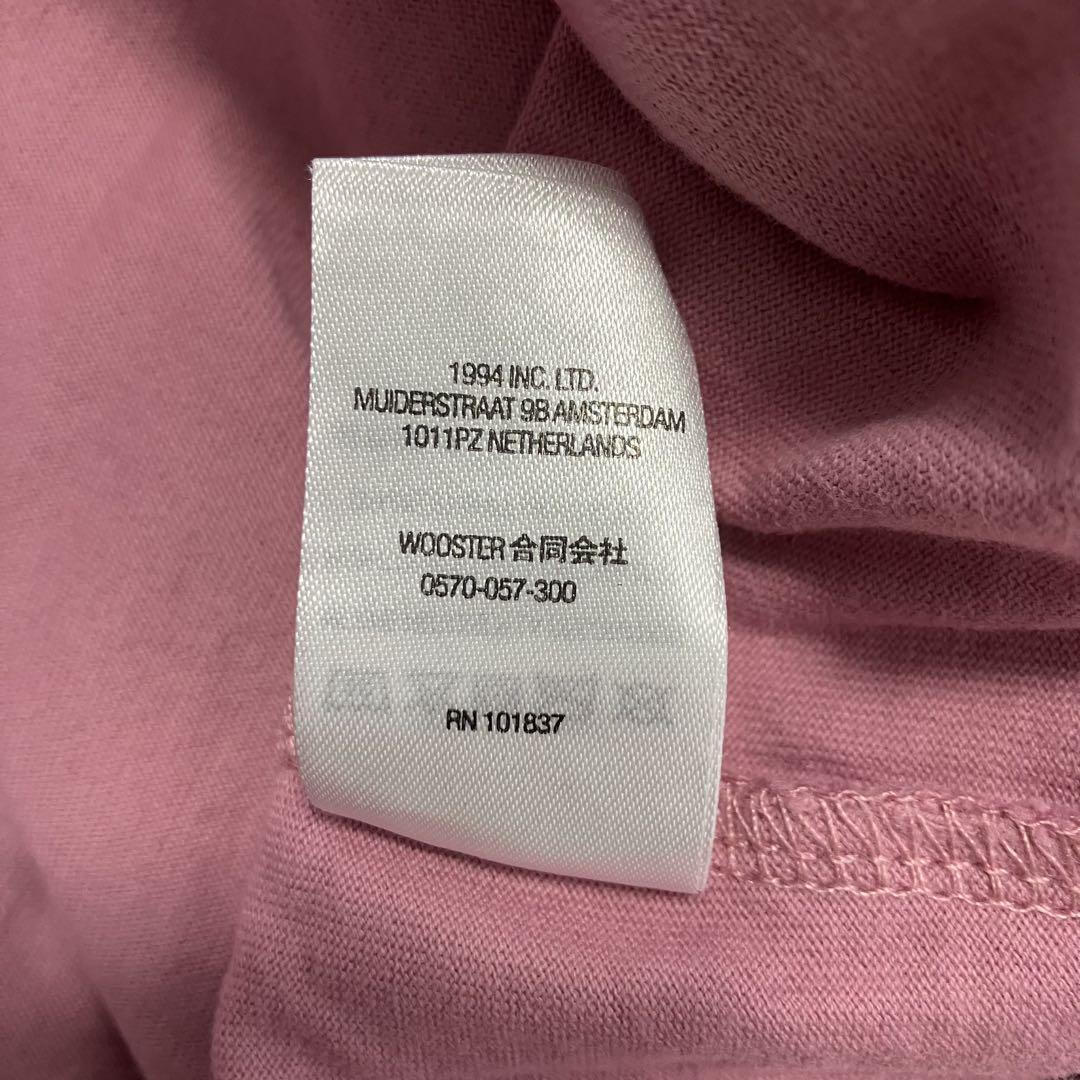 1994 INC. LTD.
MUIDERSTRAAT 9B AMSTERDAM
1011PZ NETHERLANDS
WOOSTER合同会社
0570-057-300
RN 101837